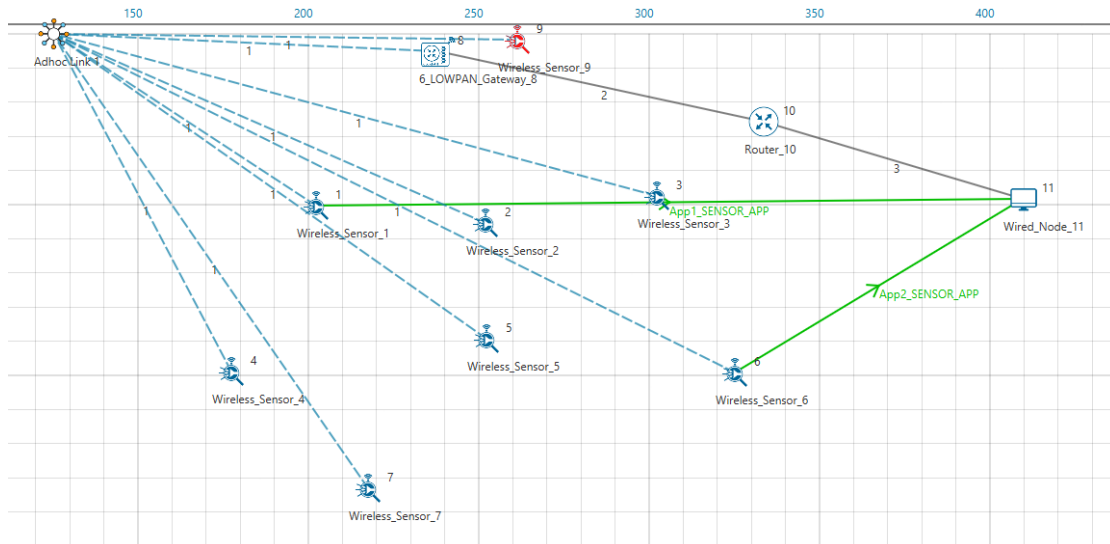 150 200 250 300 350 400
9
8
1 1
Adhoc Link 1
Wireless_Sensor_9
6_LOWPAN_Gateway_8
2
10
1
1
1
Router_10
3
1
1
3
11
1
2
App1_SENSOR_APP
1
Wireless_Sensor_1
Wireless_Sensor_3
Wired_Node_11
Wireless_Sensor_2
1
App2_SENSOR_APP
5
4
6
Wireless_Sensor_5
Wireless_Sensor_4
Wireless_Sensor_6
7
Wireless_Sensor_7